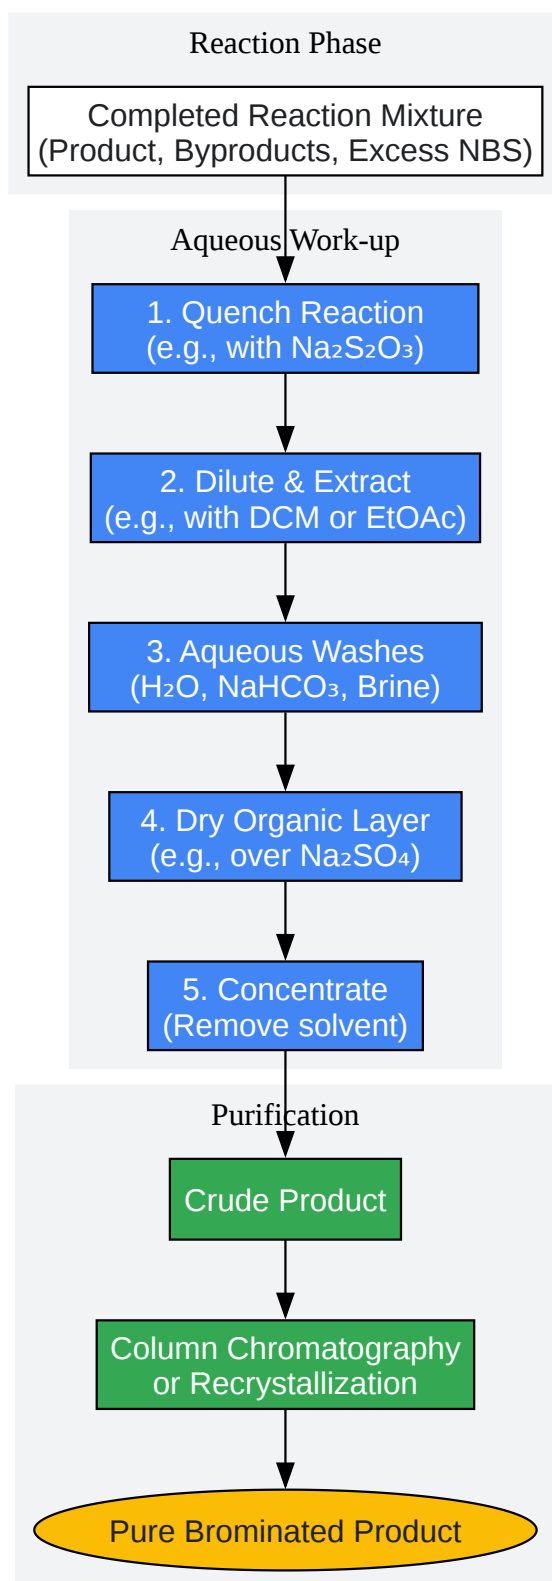 Reaction Phase
Completed Reaction Mixture
(Product, Byproducts, Excess NBS)
Aqueous Work-up
1. Quench Reaction
(e.g., with Na₂S₂O₃)
2. Dilute & Extract
(e.g., with DCM or EtOAc)
3. Aqueous Washes
(H₂O, NaHCO₃, Brine)
4. Dry Organic Layer
(e.g., over Na₂SO₄)
5. Concentrate
(Remove solvent)
Purification
Crude Product
Column Chromatography
or Recrystallization
Pure Brominated Product